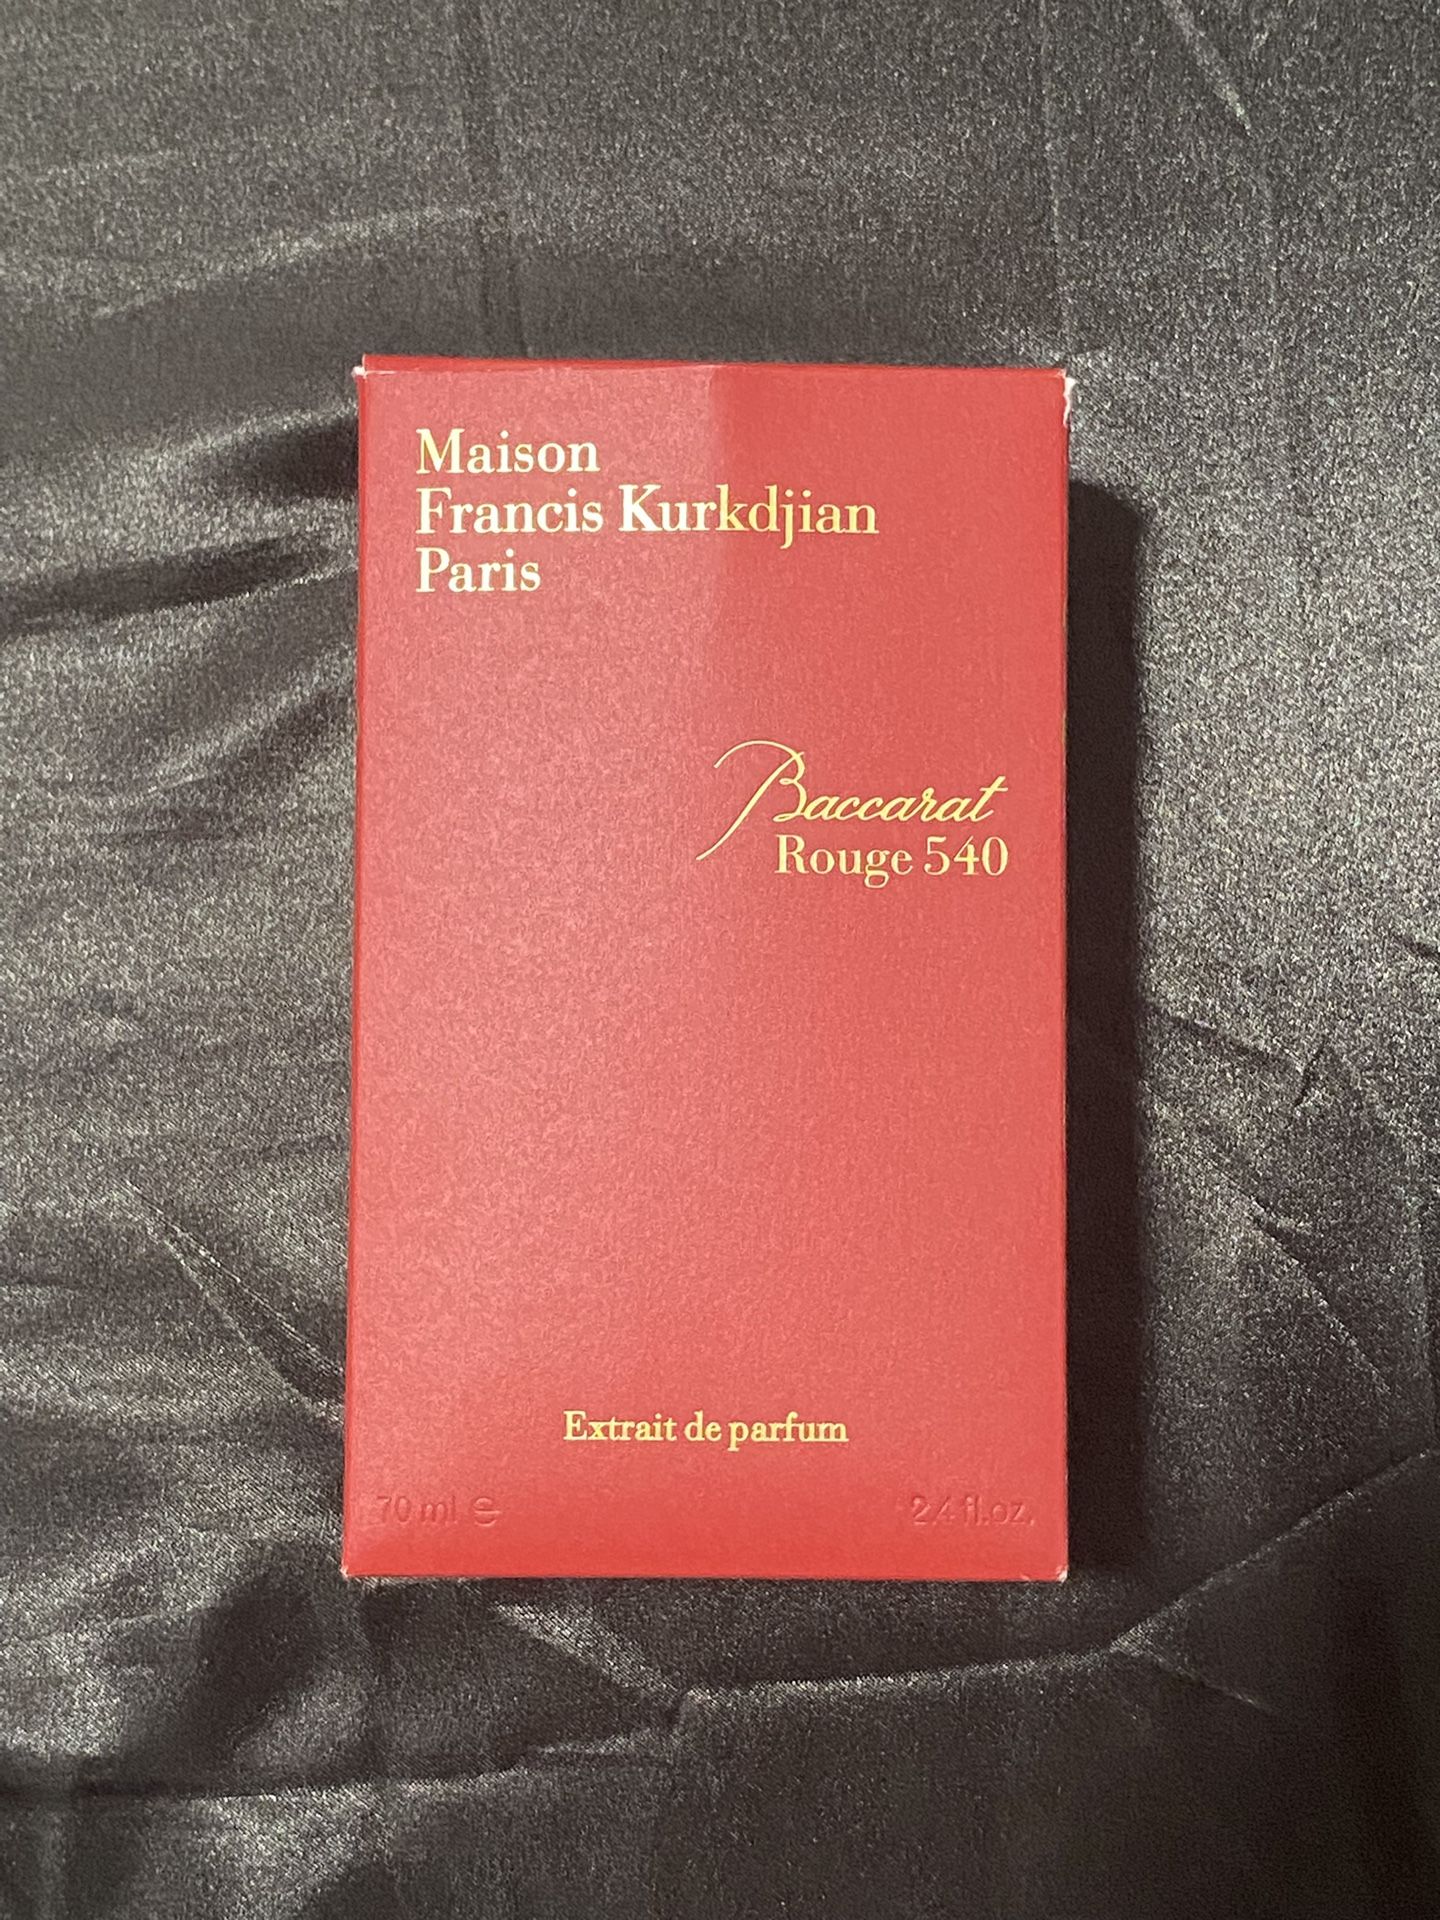 Maison
Francis Kurkdjian
Paris
Baccarat
Rouge 540
Extrait de parfum
70 ml ℮ 2.4 fl.oz.